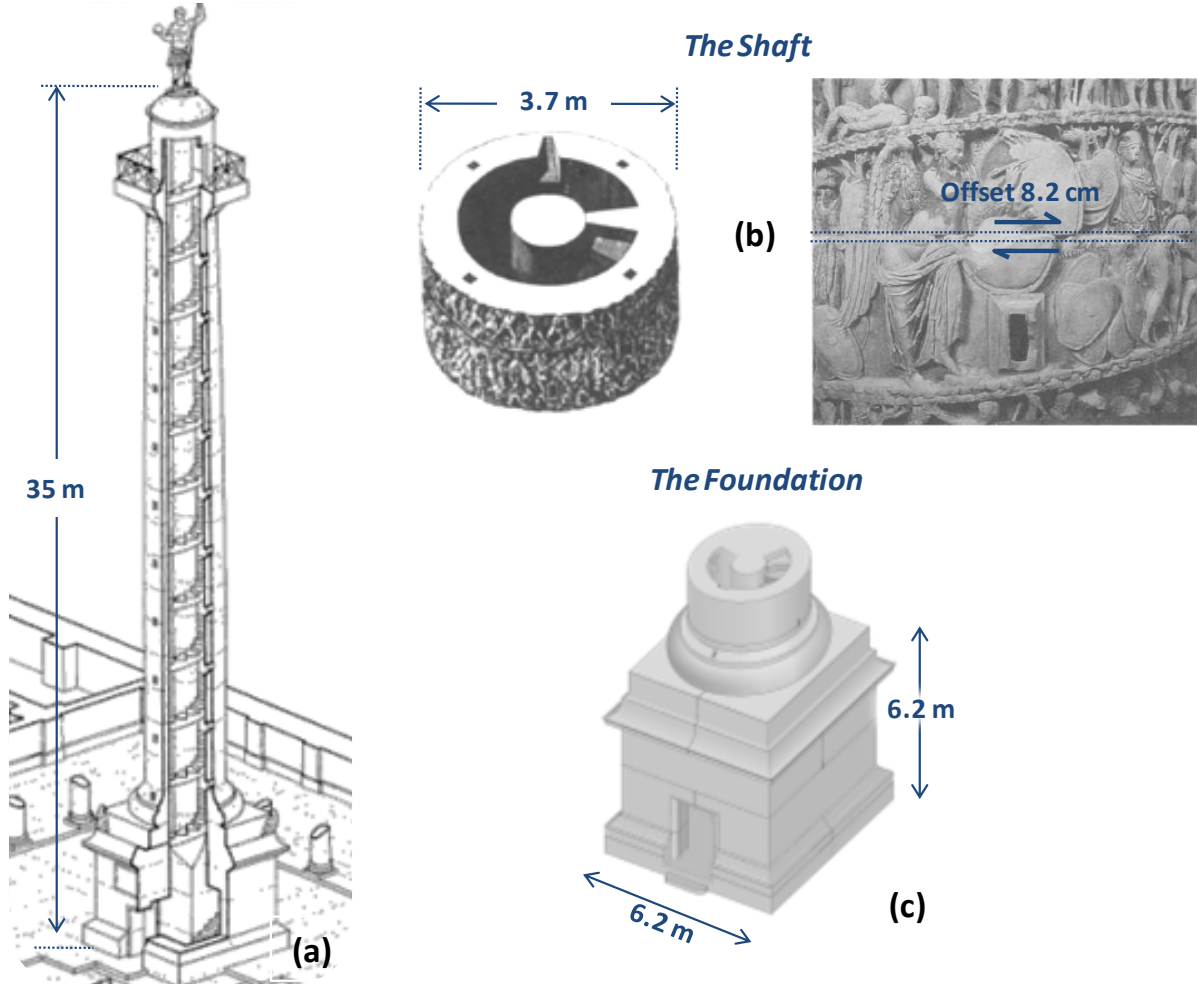 The Shaft
3.7 m
Offset 8.2 cm
(b)
35 m
The Foundation
6.2 m
6.2 m
(c)
(a)